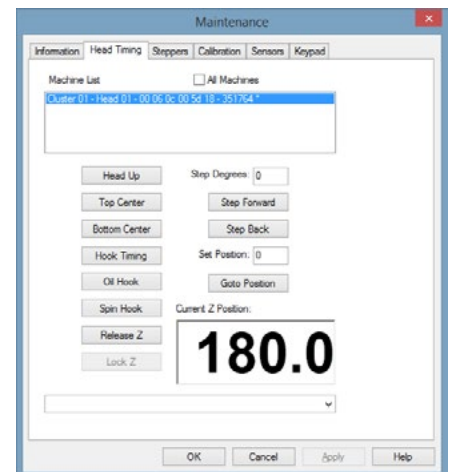 Maintenance
Information Head Timing Steppers Calibration Sensors Keypad
Machine List All Machines
Cluster 01 - Head 01 - 00 06 0c 00 5d 18 - 351764 *
Head Up Step Degrees: 0
Top Center Step Forward
Bottom Center Step Back
Hook Timing Set Position: 0
Oil Hook Goto Position
Spin Hook Current Z Position:
Release Z 180.0
Lock Z
OK Cancel Apply Help